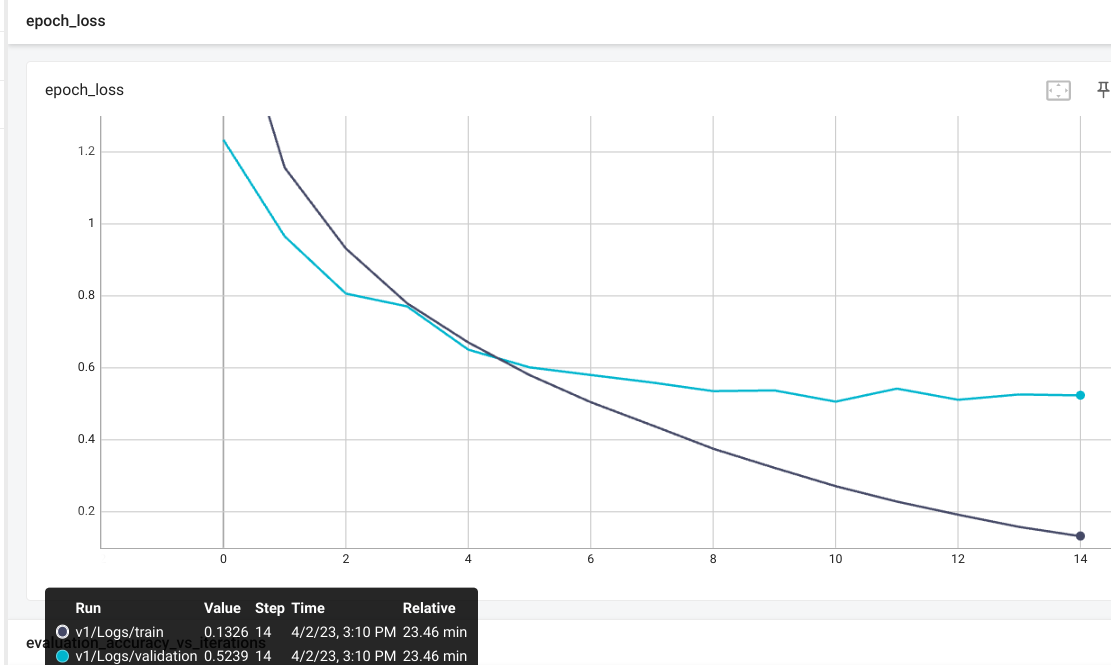 epoch_loss
epoch_loss
1.2
1
0.8
0.6
0.4
0.2
0 2 4 6 8 10 12 14
Run Value Step Time Relative
v1/Logs/train 0.1326 14 4/2/23, 3:10 PM 23.46 min
evaluation_accuracy_vs_iterations
v1/Logs/validation 0.5239 14 4/2/23, 3:10 PM 23.46 min